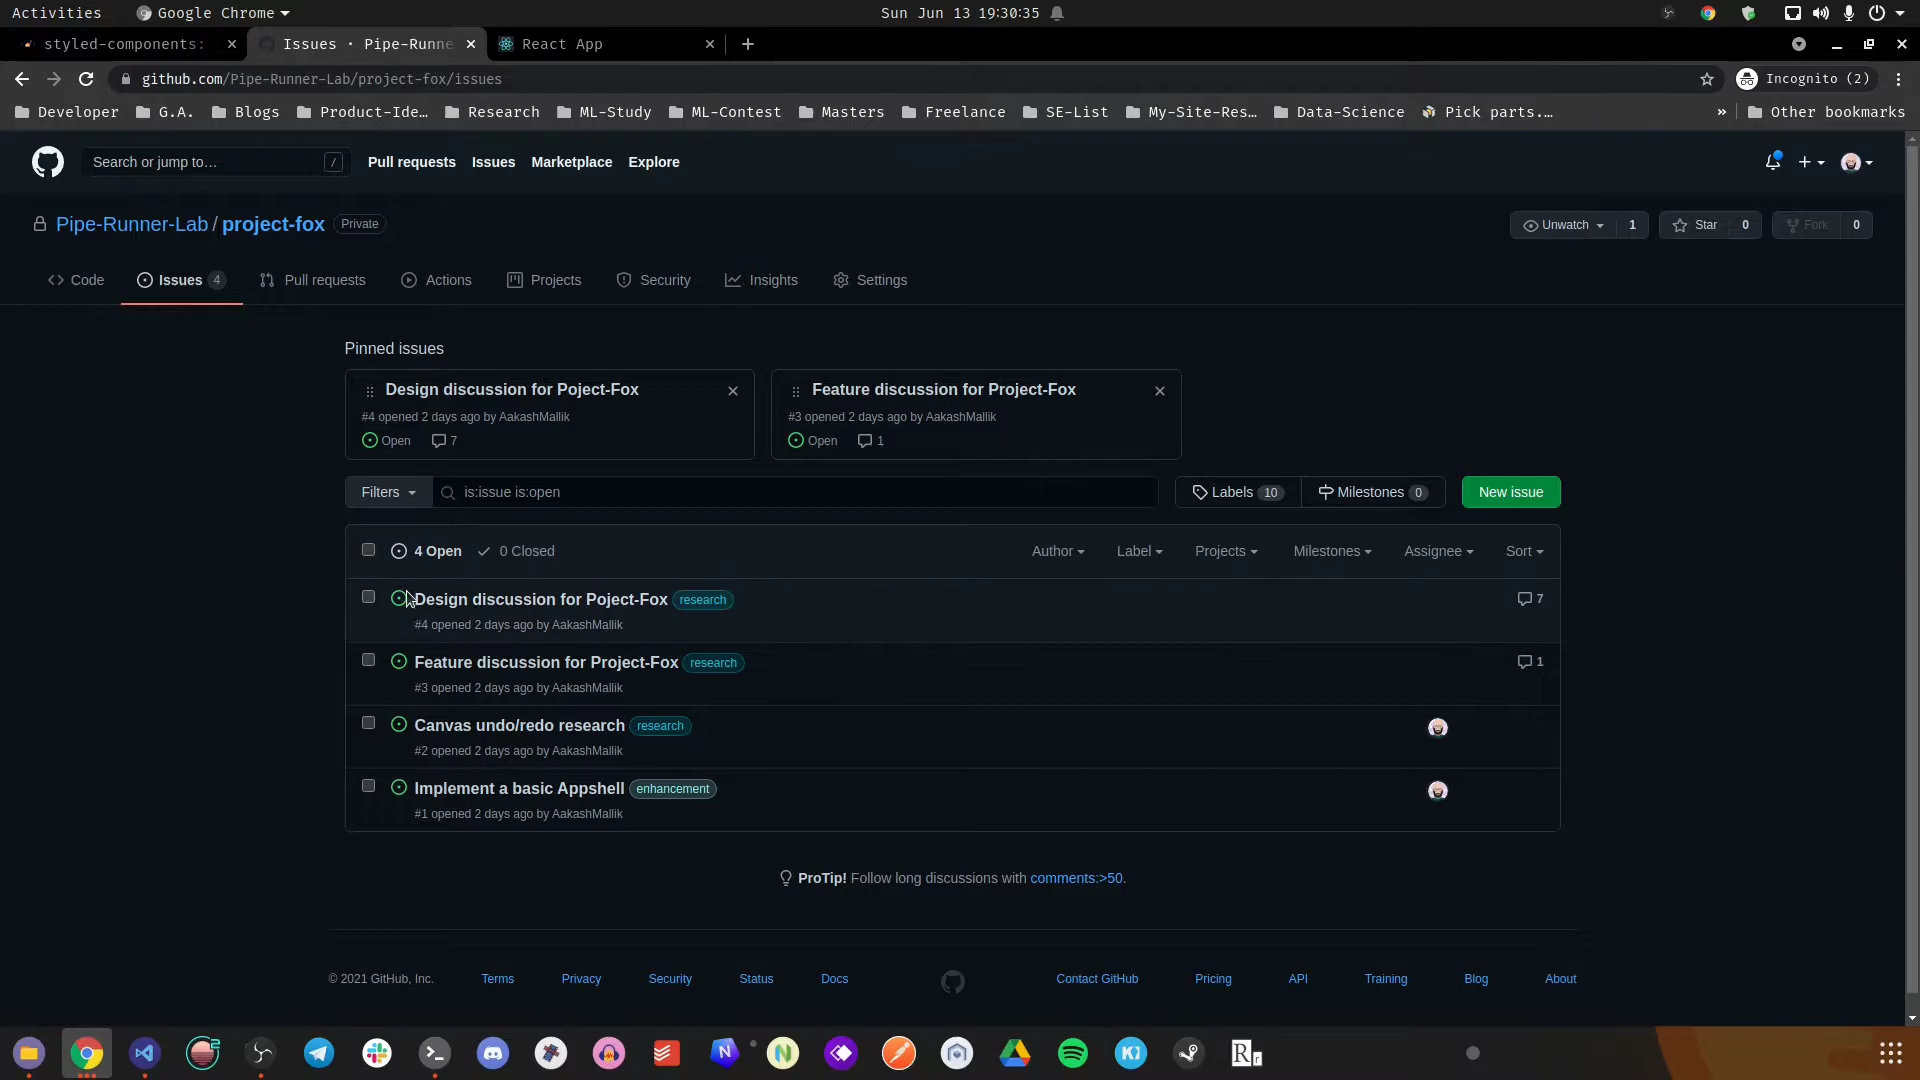 Activities Google Chrome Sun Jun 13 19:30:35
styled-components: Issues · Pipe-Runne React App
github.com/Pipe-Runner-Lab/project-fox/issues Incognito (2)
Developer G.A. Blogs Product-Ide… Research ML-Study ML-Contest Masters Freelance SE-List My-Site-Res… Data-Science Pick parts.… » Other bookmarks
Search or jump to… / Pull requests Issues Marketplace Explore
Pipe-Runner-Lab / project-fox Private Unwatch 1 Star 0 Fork 0
Code Issues 4 Pull requests Actions Projects Security Insights Settings
Pinned issues
Design discussion for Poject-Fox
#4 opened 2 days ago by AakashMallik
Open 7
Feature discussion for Project-Fox
#3 opened 2 days ago by AakashMallik
Open 1
Filters is:issue is:open Labels 10 Milestones 0 New issue
4 Open 0 Closed Author Label Projects Milestones Assignee Sort
Design discussion for Poject-Fox research 7
#4 opened 2 days ago by AakashMallik
Feature discussion for Project-Fox research 1
#3 opened 2 days ago by AakashMallik
Canvas undo/redo research research
#2 opened 2 days ago by AakashMallik
Implement a basic Appshell enhancement
#1 opened 2 days ago by AakashMallik
ProTip! Follow long discussions with comments:>50.
© 2021 GitHub, Inc. Terms Privacy Security Status Docs Contact GitHub Pricing API Training Blog About